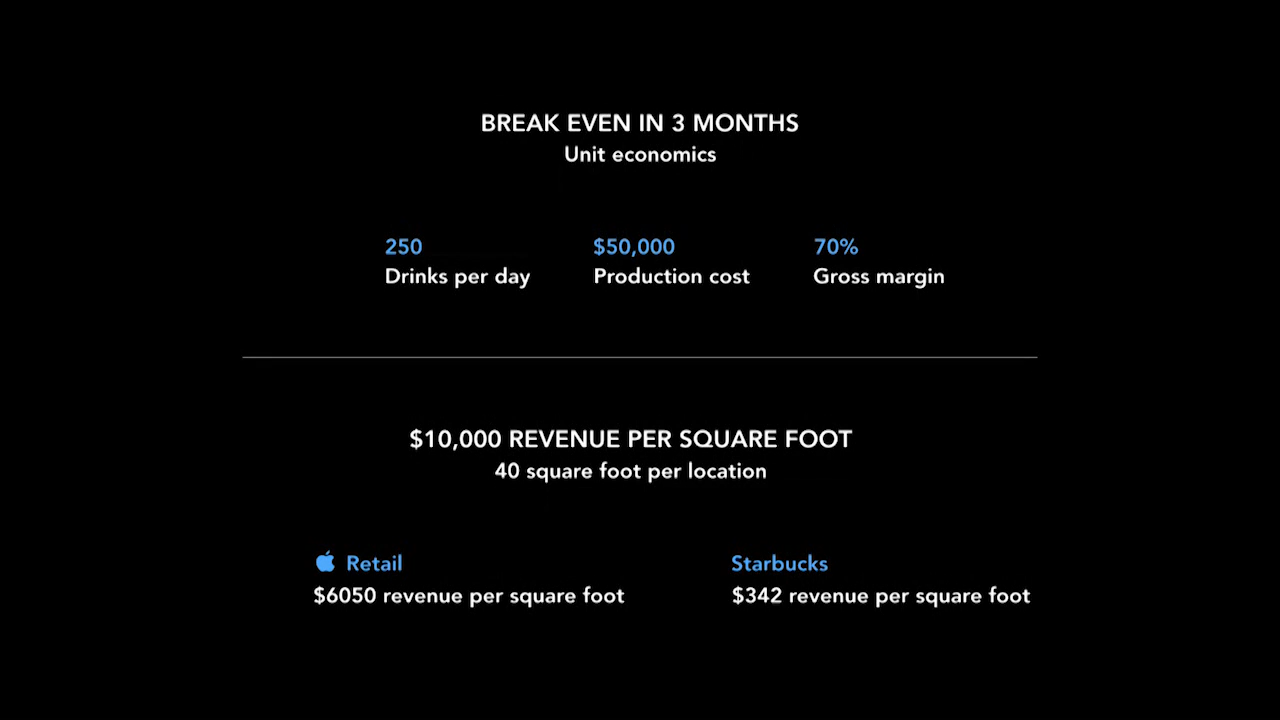 BREAK EVEN IN 3 MONTHS
Unit economics
250
Drinks per day
$50,000
Production cost
70%
Gross margin
$10,000 REVENUE PER SQUARE FOOT
40 square foot per location
Retail
$6050 revenue per square foot
Starbucks
$342 revenue per square foot